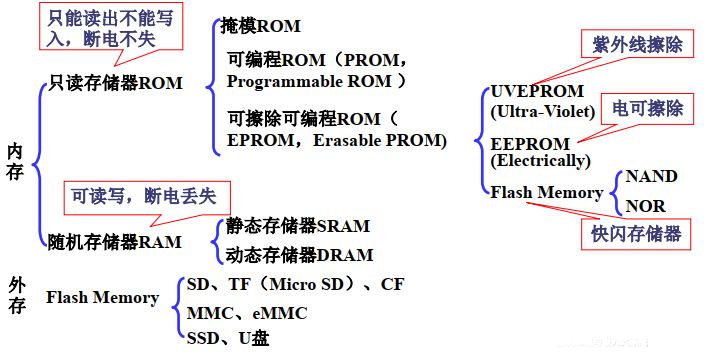 只能读出不能写
入，断电不失
掩模ROM
可编程ROM（PROM，
Programmable ROM ）
只读存储器ROM
可擦除可编程ROM（
EPROM，Erasable PROM)
紫外线擦除
UVEPROM
(Ultra-Violet)
电可擦除
EEPROM
(Electrically)
Flash Memory
NAND
NOR
快闪存储器
内存
可读写，断电丢失
随机存储器RAM
静态存储器SRAM
动态存储器DRAM
外存
Flash Memory
SD、TF（Micro SD）、CF
MMC、eMMC
SSD、U盘